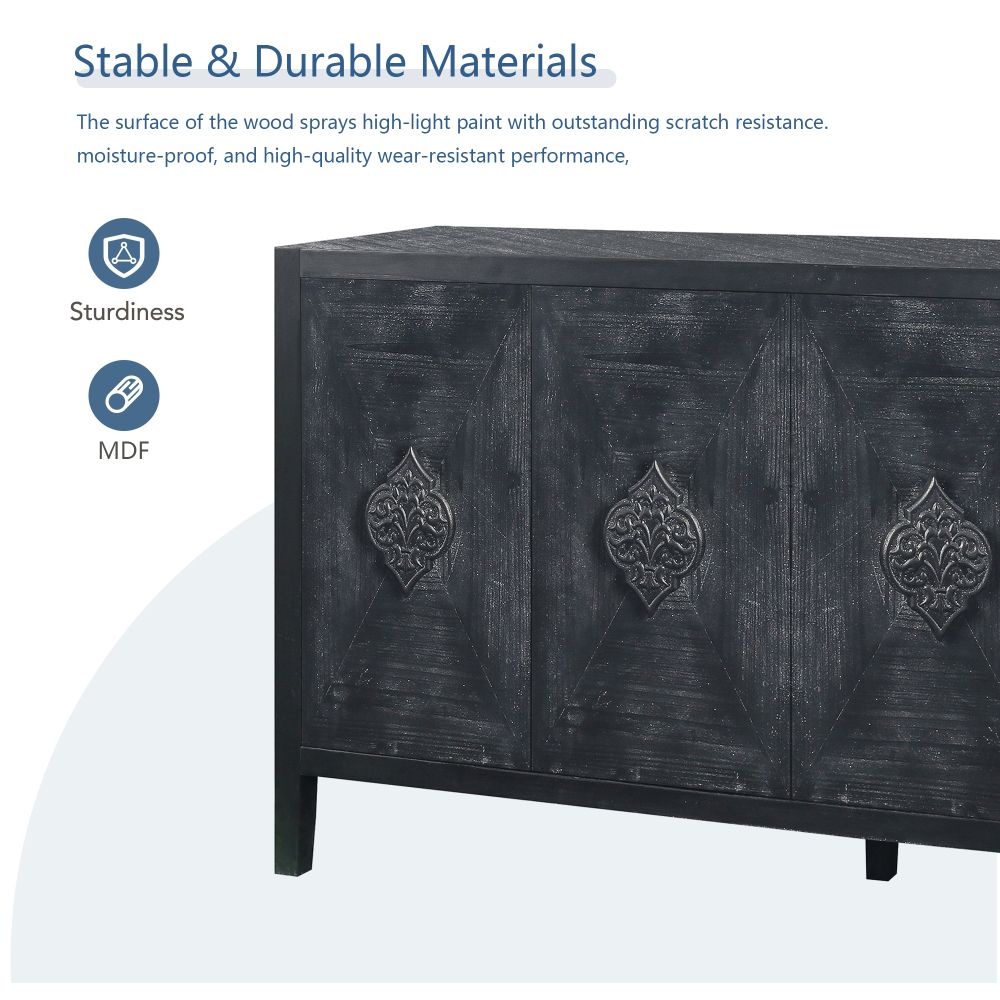 Stable & Durable Materials
The surface of the wood sprays high-light paint with outstanding scratch resistance.
moisture-proof, and high-quality wear-resistant performance,
Sturdiness
MDF